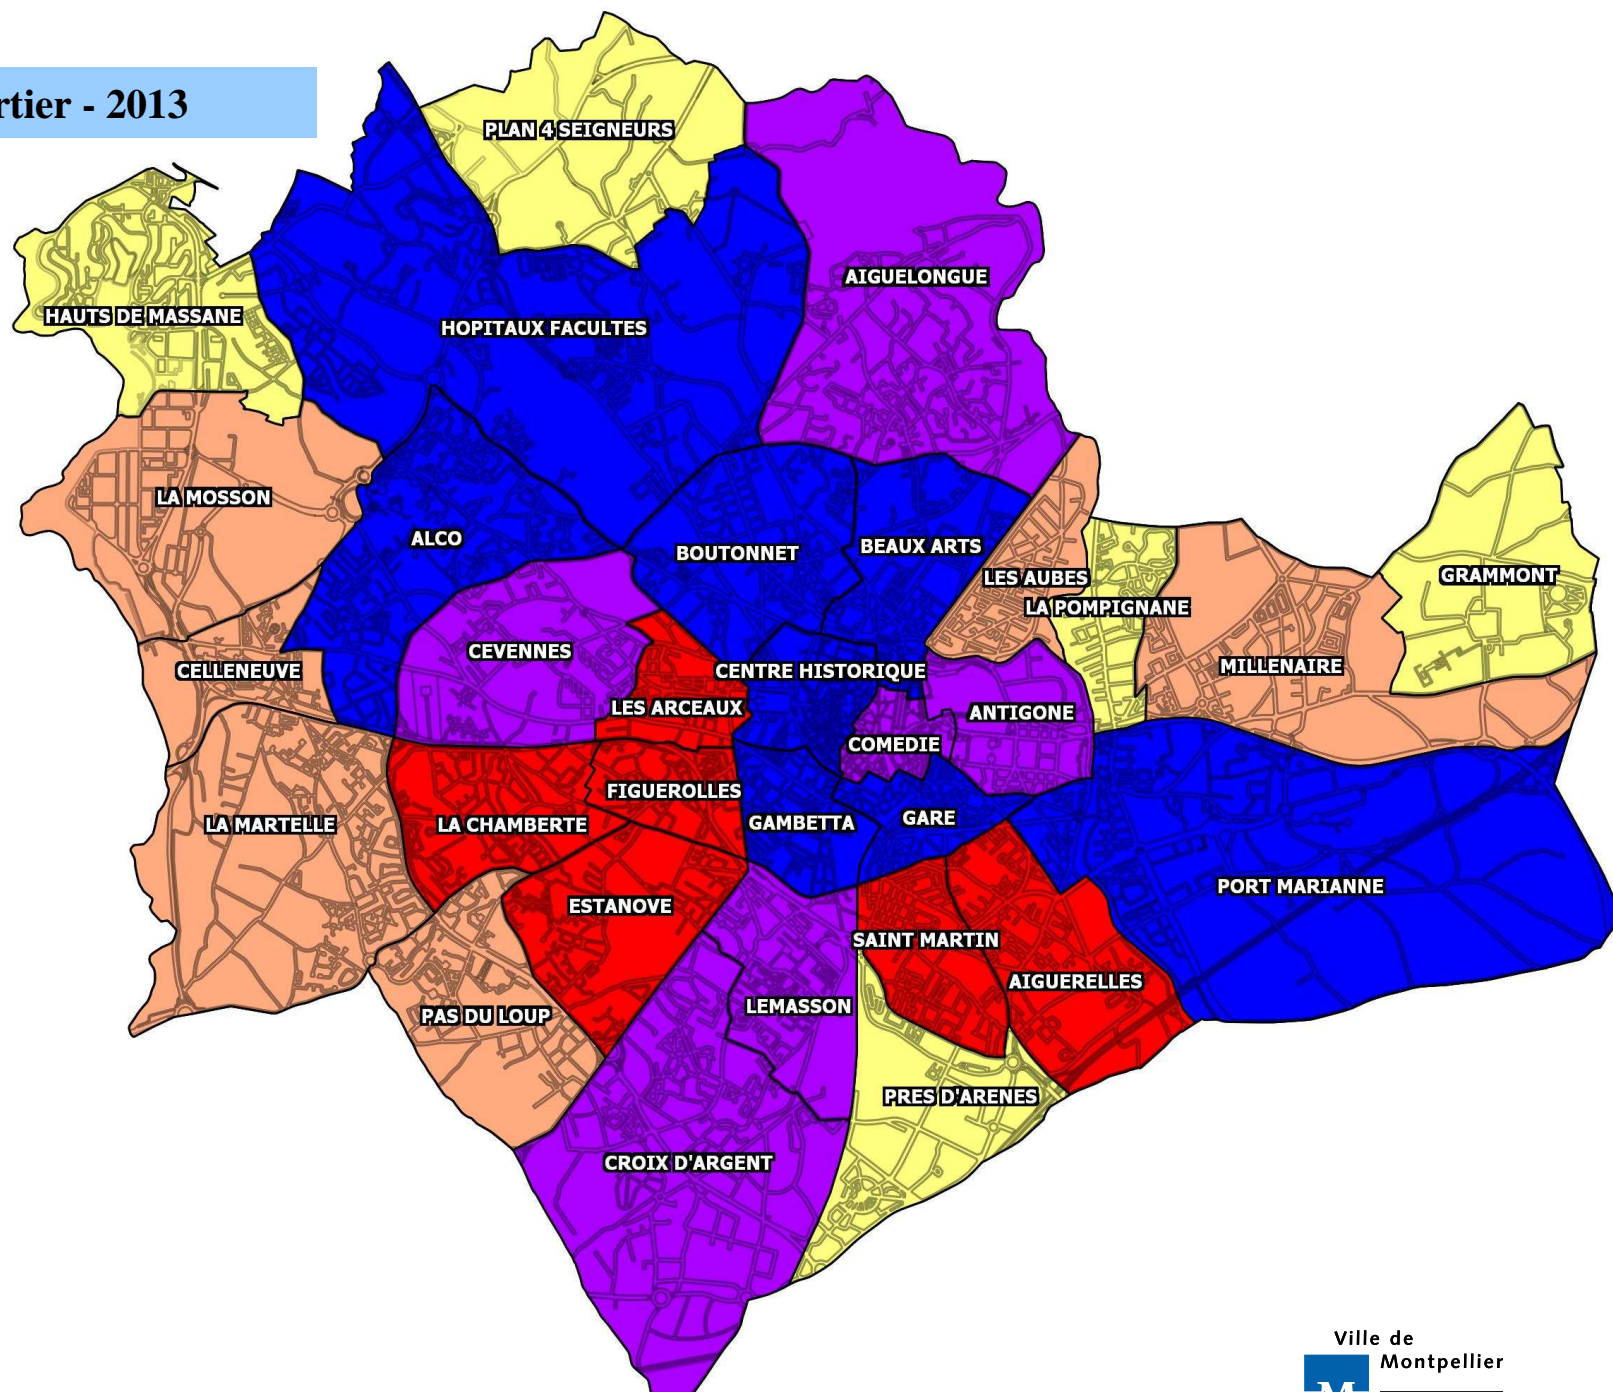 rtier - 2013
PLAN 4 SEIGNEURS
AIGUELONGUE
HAUTS DE MASSANE
HOPITAUX FACULTES
LA MOSSON
ALCO
BOUTONNET
BEAUX ARTS
LES AUBES
GRAMMONT
LA POMPIGNANE
CEVENNES
MILLENAIRE
CELLENEUVE
CENTRE HISTORIQUE
LES ARCEAUX
ANTIGONE
COMEDIE
FIGUEROLLES
GARE
LA MARTELLE
LA CHAMBERTE
GAMBETTA
PORT MARIANNE
ESTANOVE
SAINT MARTIN
AIGUERELLES
LEMASSON
PAS DU LOUP
PRES D'ARENES
CROIX D'ARGENT
Ville de
Montpellier
M